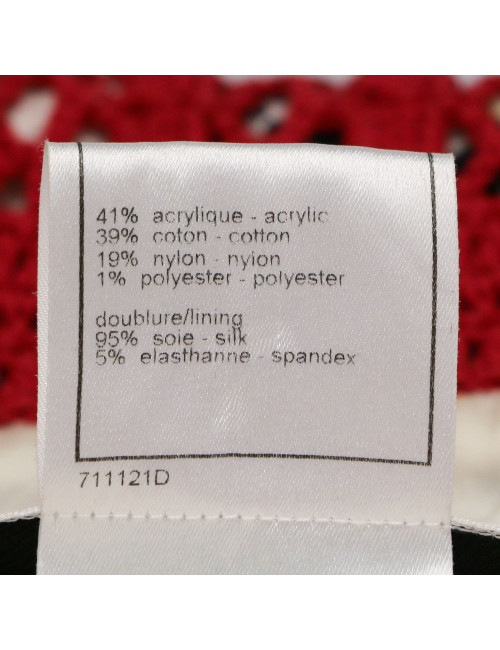 41% acrylique - acrylic
39% coton - cotton
19% nylon - nylon
1% polyester - polyester
doublure/lining
95% soie - silk
5% elasthanne - spandex
711121D